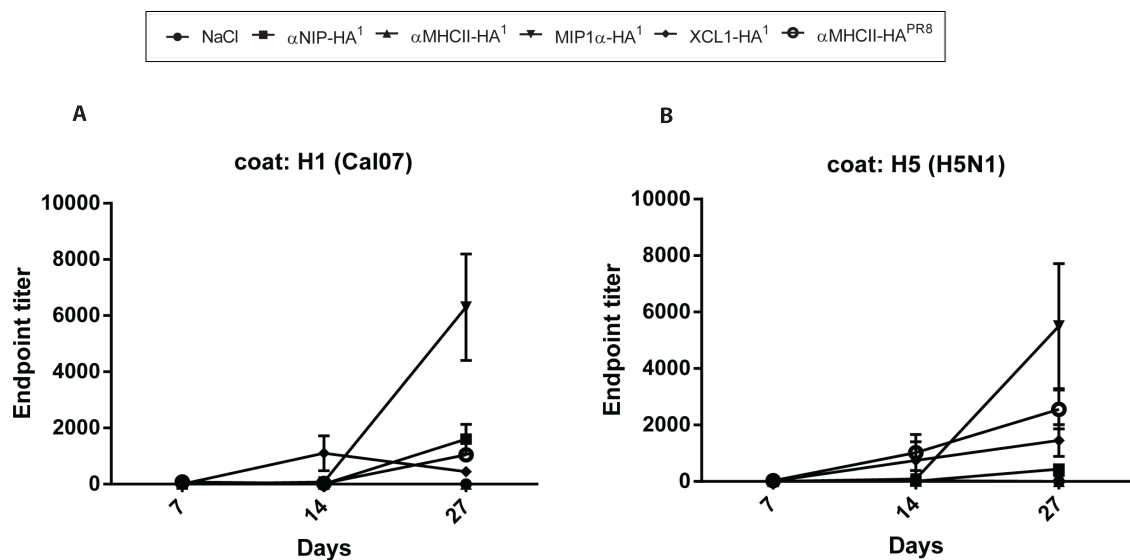 NaCl αNIP-HA¹ αMHCII-HA¹ MIP1α-HA¹ XCL1-HA¹ αMHCII-HAᴾᴿ⁸
A
B
coat: H1 (Cal07)
coat: H5 (H5N1)
10000
8000
6000
4000
2000
0
Endpoint titer
7 14 27
Days
10000
8000
6000
4000
2000
0
Endpoint titer
7 14 27
Days